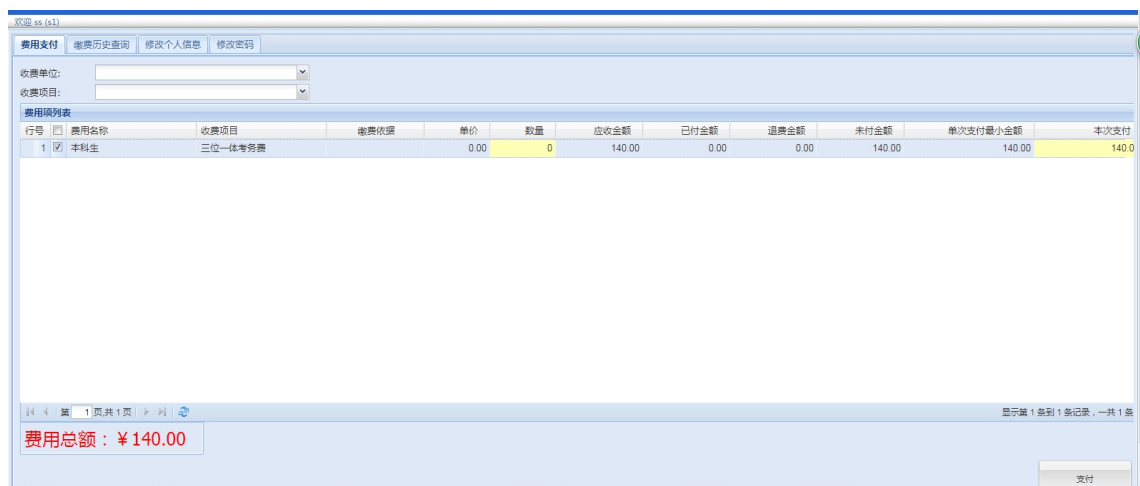 欢迎 ss (s1)
费用支付 缴费历史查询 修改个人信息 修改密码
收费单位:
收费项目:
费用项列表
行号 费用名称 收费项目 缴费依据 单价 数量 应收金额 已付金额 退费金额 未付金额 单次支付最小金额 本次支付
1 本科生 三位一体考务费 0.00 0 140.00 0.00 0.00 140.00 140.00 140.0
第 1 页,共 1 页 显示第 1 条到 1 条记录，一共 1 条
费用总额：￥140.00
支付